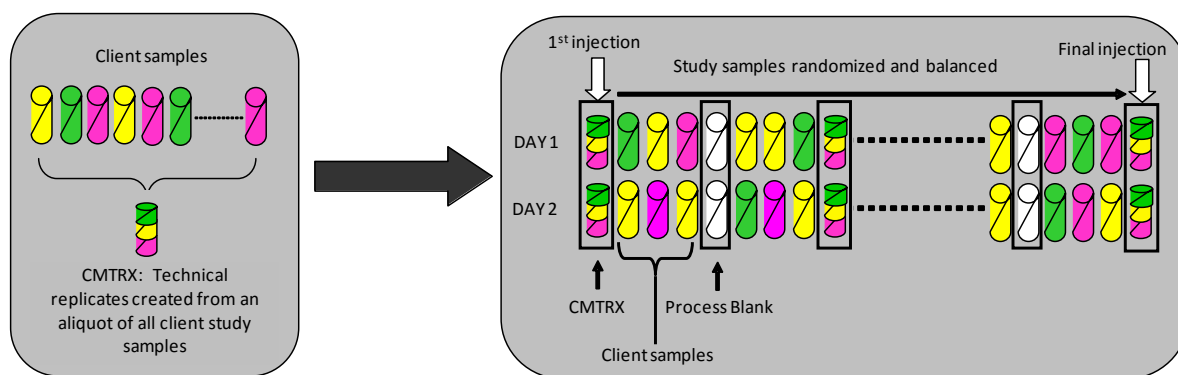 Client samples
CMTRX: Technical
replicates created from an
aliquot of all client study
samples
1st injection
Final injection
Study samples randomized and balanced
DAY 1
DAY 2
CMTRX
Process Blank
Client samples